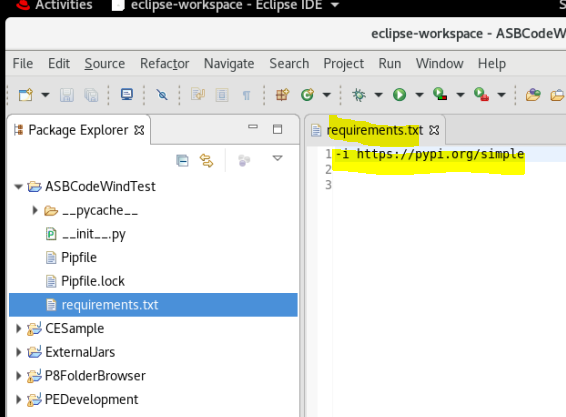 Activities eclipse-workspace - Eclipse IDE
eclipse-workspace - ASBCodeWind
File Edit Source Refactor Navigate Search Project Run Window Help
Package Explorer
requirements.txt
1 -i https://pypi.org/simple
2
3
ASBCodeWindTest
__pycache__
__init__.py
Pipfile
Pipfile.lock
requirements.txt
CESample
ExternalJars
P8FolderBrowser
PEDevelopment